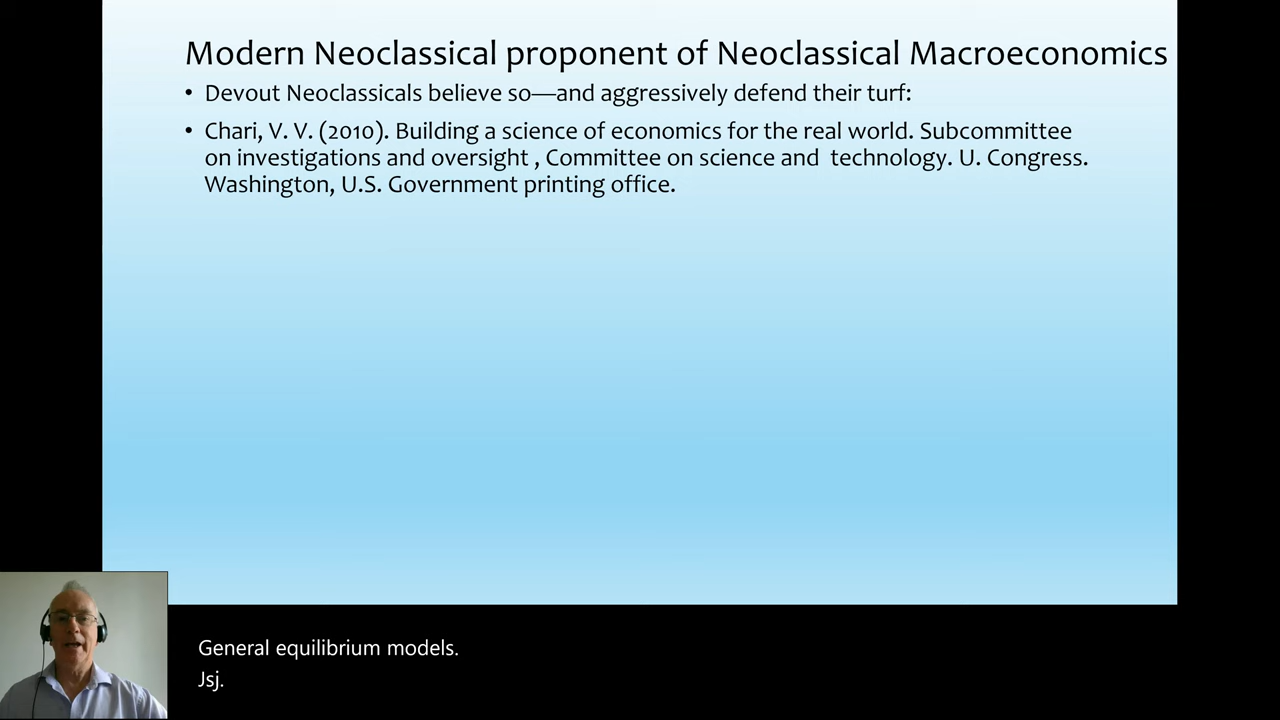 Modern Neoclassical proponent of Neoclassical Macroeconomics
• Devout Neoclassicals believe so—and aggressively defend their turf:
• Chari, V. V. (2010). Building a science of economics for the real world. Subcommittee
on investigations and oversight , Committee on science and technology. U. Congress.
Washington, U.S. Government printing office.
General equilibrium models.
Jsj.